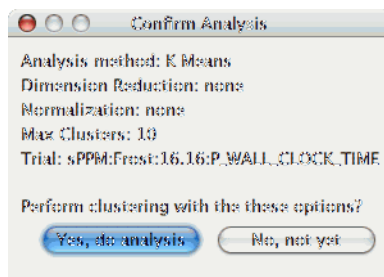 Confirm Analysis
Analysis method: K Means
Dimension Reduction: none
Normalization: none
Max Clusters: 10
Trial: sPPM:Frost:16.16:P_WALL_CLOCK_TIME
Perform clustering with the these options?
Yes, do analysis
No, not yet